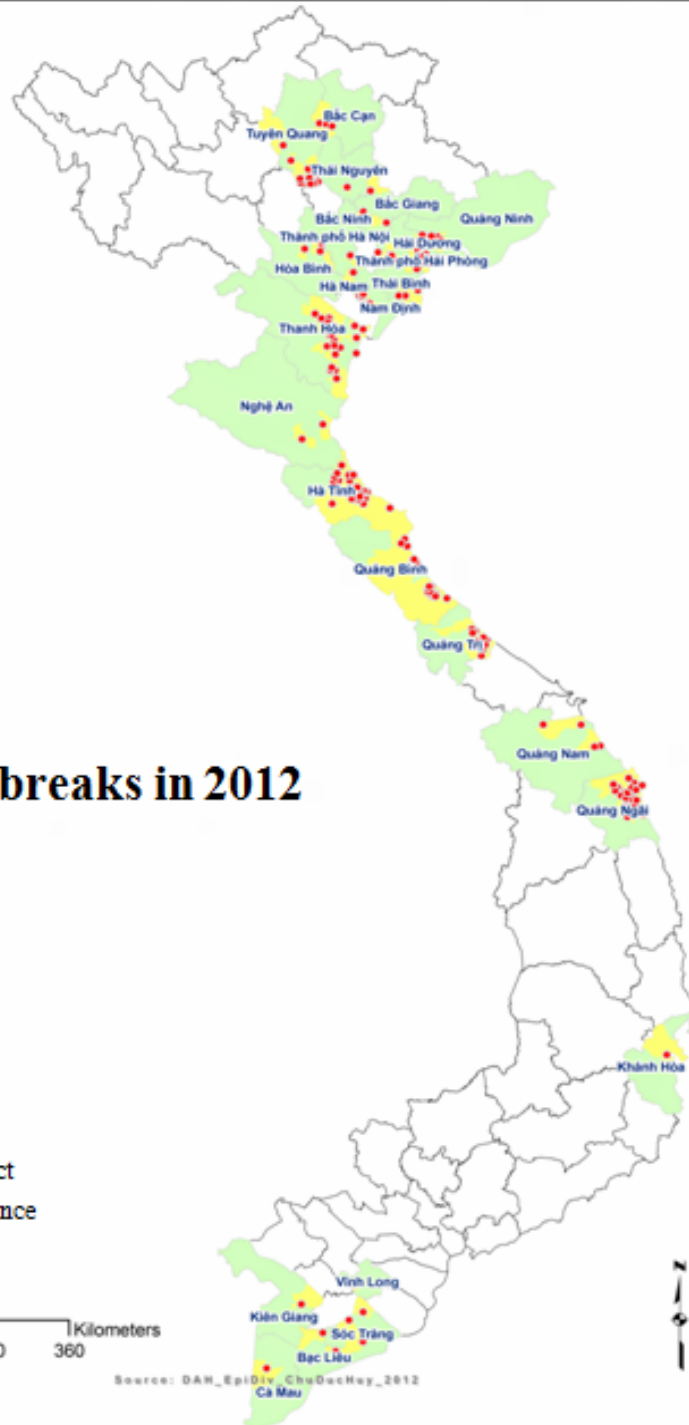 Bắc Cạn
Tuyên Quang
Thái Nguyên
Bắc Giang
Bắc Ninh
Quảng Ninh
Thành phố Hà Nội
Hải Dương
Thành phố Hải Phòng
Hòa Bình
Hà Nam
Thái Bình
Nam Định
Thanh Hóa
Nghệ An
Hà Tĩnh
Quảng Bình
Quảng Trị
Quảng Nam
breaks in 2012
Quảng Ngãi
Khánh Hòa
ct
nce
Vĩnh Long
Kiên Giang
Sóc Trăng
Bạc Liêu
Cà Mau
Kilometers
0
360
N
Source: DAH_EpiDiv_ChuDucHuy_2012